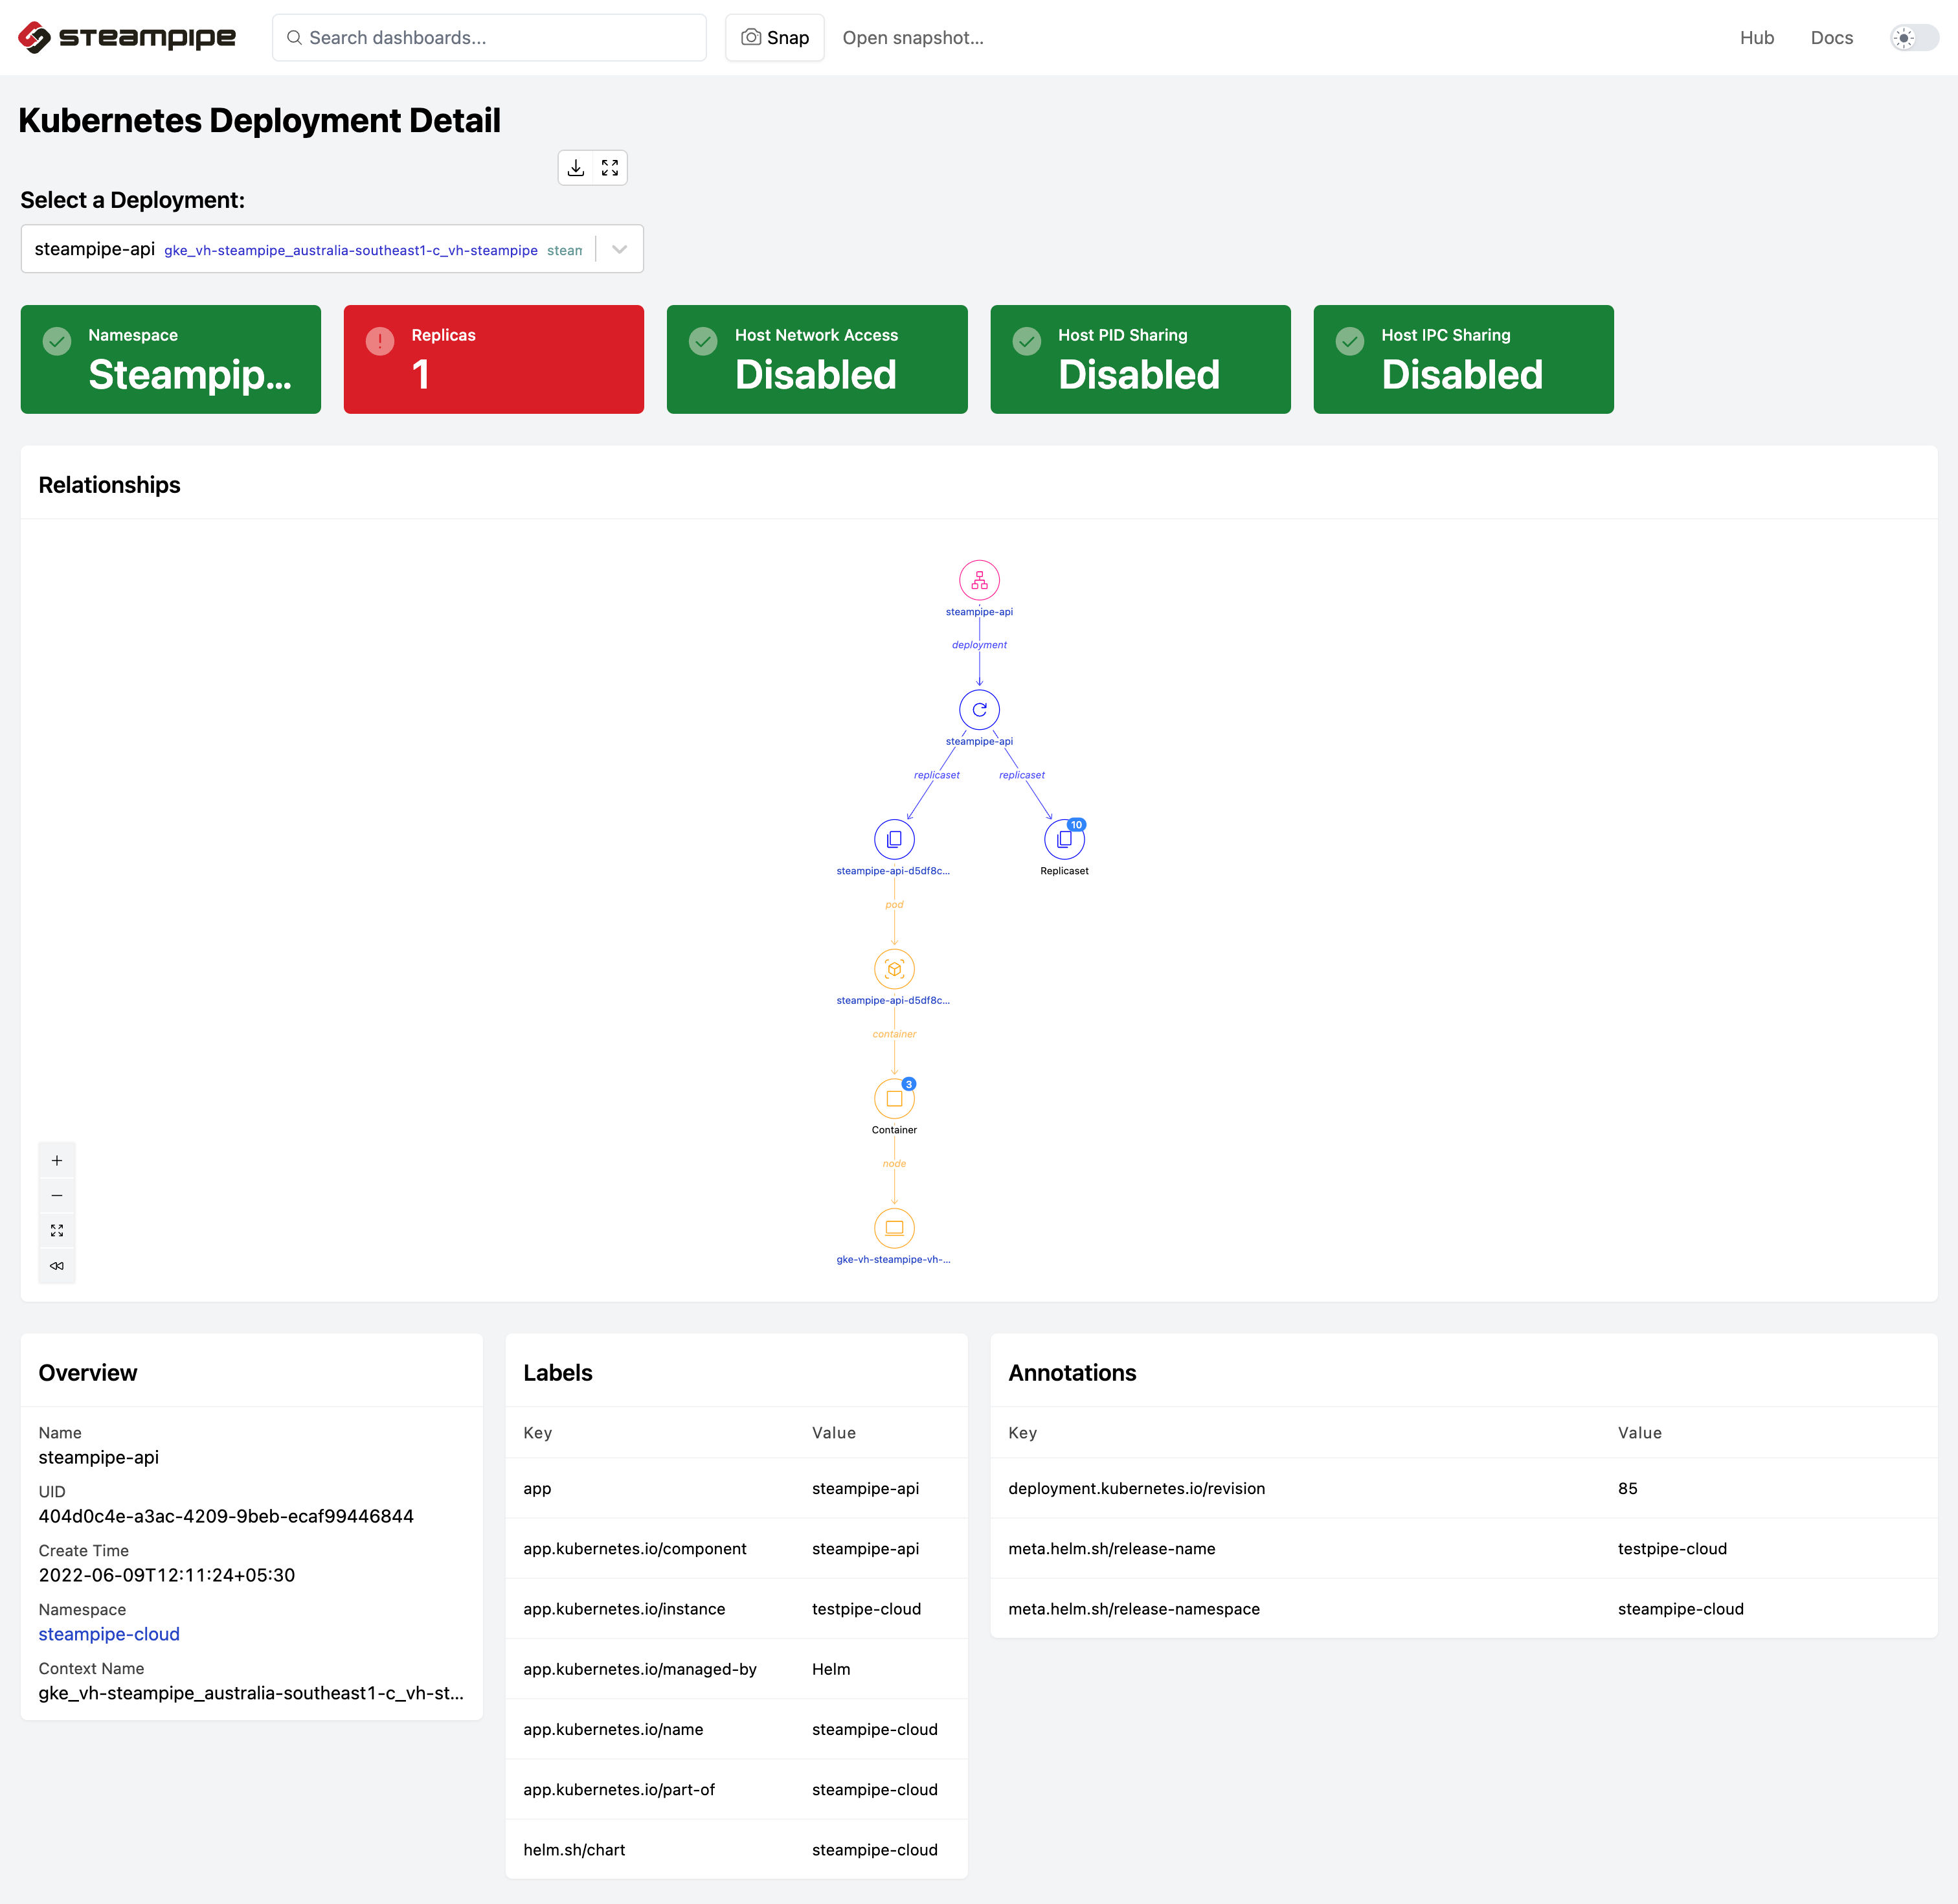 steampipe
Search dashboards...
Snap
Open snapshot...
Hub
Docs
Kubernetes Deployment Detail
Select a Deployment:
steampipe-api gke_vh-steampipe_australia-southeast1-c_vh-steampipe steam
Namespace
Steampip...
Replicas
1
Host Network Access
Disabled
Host PID Sharing
Disabled
Host IPC Sharing
Disabled
Relationships
steampipe-api
deployment
steampipe-api
replicaset
replicaset
10
steampipe-api-d5df8c...
Replicaset
pod
steampipe-api-d5df8c...
container
3
Container
node
gke-vh-steampipe-vh-...
Overview
Name
steampipe-api
UID
404d0c4e-a3ac-4209-9beb-ecaf99446844
Create Time
2022-06-09T12:11:24+05:30
Namespace
steampipe-cloud
Context Name
gke_vh-steampipe_australia-southeast1-c_vh-st...
Labels
Key Value
app steampipe-api
app.kubernetes.io/component steampipe-api
app.kubernetes.io/instance testpipe-cloud
app.kubernetes.io/managed-by Helm
app.kubernetes.io/name steampipe-cloud
app.kubernetes.io/part-of steampipe-cloud
helm.sh/chart steampipe-cloud
Annotations
Key Value
deployment.kubernetes.io/revision 85
meta.helm.sh/release-name testpipe-cloud
meta.helm.sh/release-namespace steampipe-cloud